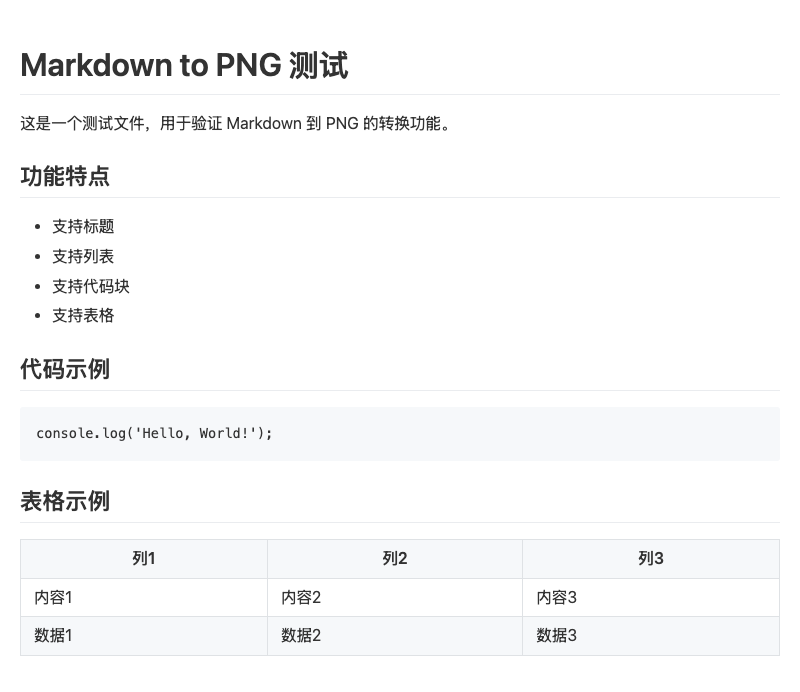 Markdown to PNG 测试
这是一个测试文件，用于验证 Markdown 到 PNG 的转换功能。
功能特点
• 支持标题
• 支持列表
• 支持代码块
• 支持表格
代码示例
console.log('Hello, World!');
表格示例
列1 列2 列3
内容1 内容2 内容3
数据1 数据2 数据3